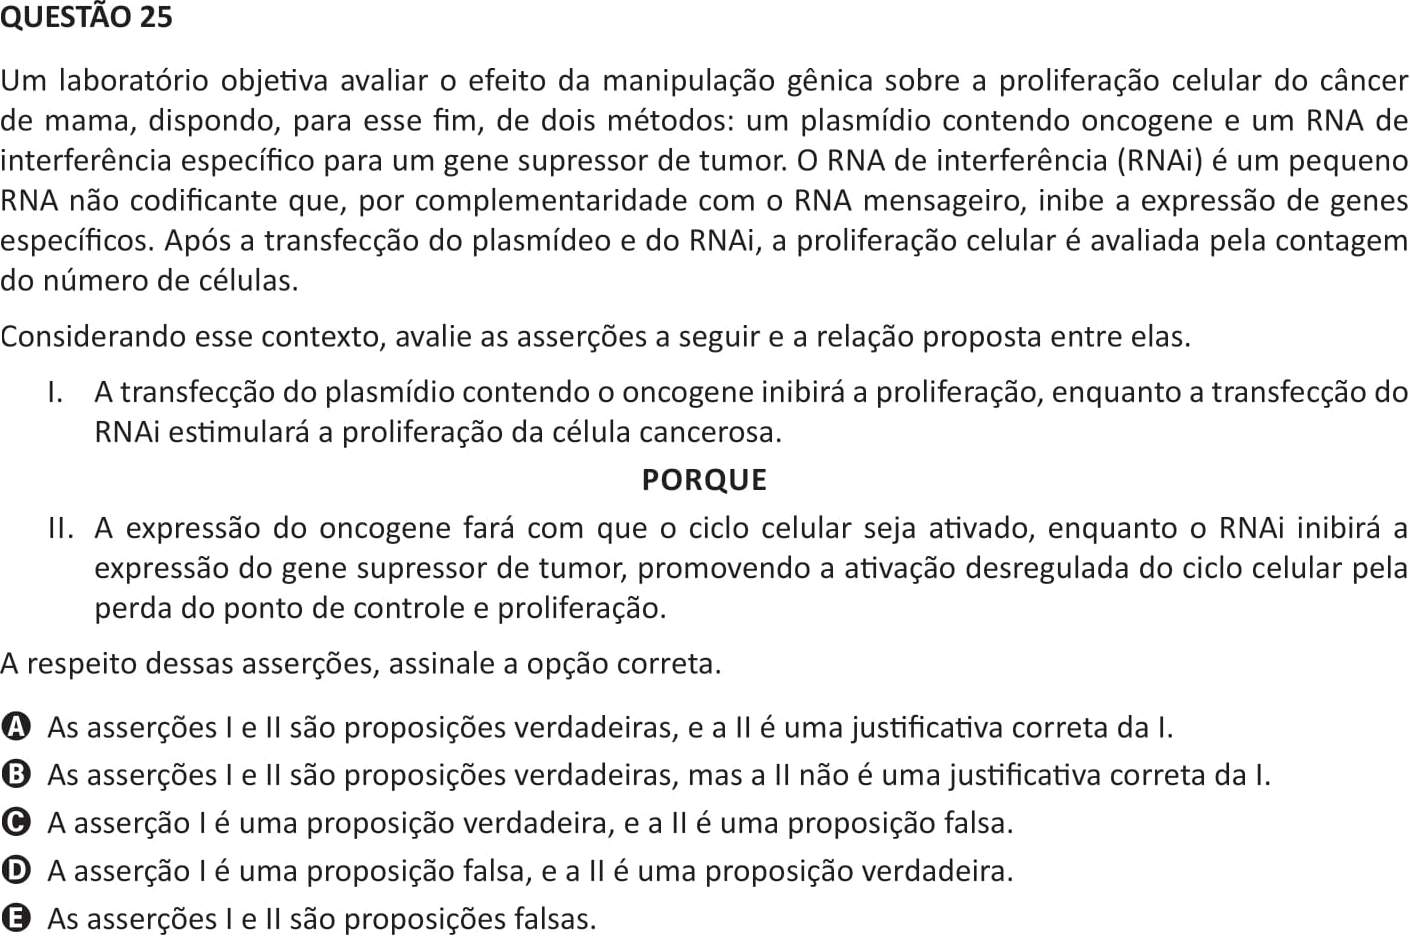 QUESTÃO 25
Um laboratório objetiva avaliar o efeito da manipulação gênica sobre a proliferação celular do câncer
de mama, dispondo, para esse fim, de dois métodos: um plasmídio contendo oncogene e um RNA de
interferência específico para um gene supressor de tumor. O RNA de interferência (RNAi) é um pequeno
RNA não codificante que, por complementaridade com o RNA mensageiro, inibe a expressão de genes
específicos. Após a transfecção do plasmídeo e do RNAi, a proliferação celular é avaliada pela contagem
do número de células.
Considerando esse contexto, avalie as asserções a seguir e a relação proposta entre elas.
I. A transfecção do plasmídio contendo o oncogene inibirá a proliferação, enquanto a transfecção do
RNAi estimulará a proliferação da célula cancerosa.
PORQUE
II. A expressão do oncogene fará com que o ciclo celular seja ativado, enquanto o RNAi inibirá a
expressão do gene supressor de tumor, promovendo a ativação desregulada do ciclo celular pela
perda do ponto de controle e proliferação.
A respeito dessas asserções, assinale a opção correta.
A As asserções I e II são proposições verdadeiras, e a II é uma justificativa correta da I.
B As asserções I e II são proposições verdadeiras, mas a II não é uma justificativa correta da I.
C A asserção I é uma proposição verdadeira, e a II é uma proposição falsa.
D A asserção I é uma proposição falsa, e a II é uma proposição verdadeira.
E As asserções I e II são proposições falsas.